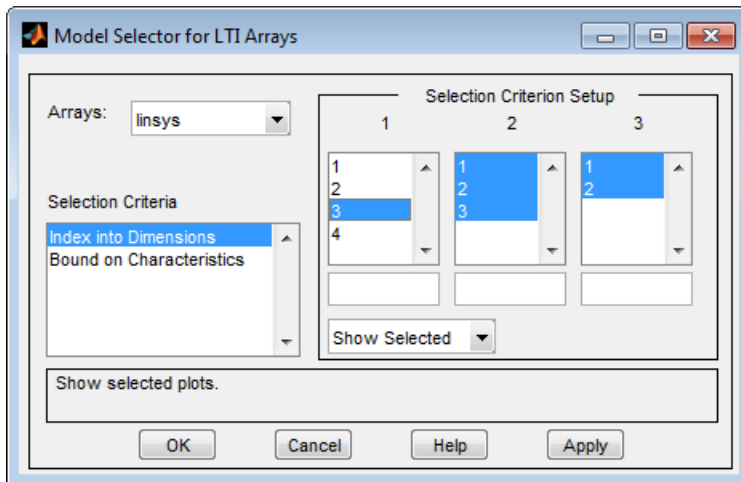 Model Selector for LTI Arrays
Arrays:
linsys
Selection Criteria
Index into Dimensions
Bound on Characteristics
Selection Criterion Setup
1 2 3
1
2
3
4
1
2
3
1
2
Show Selected
Show selected plots.
OK Cancel Help Apply